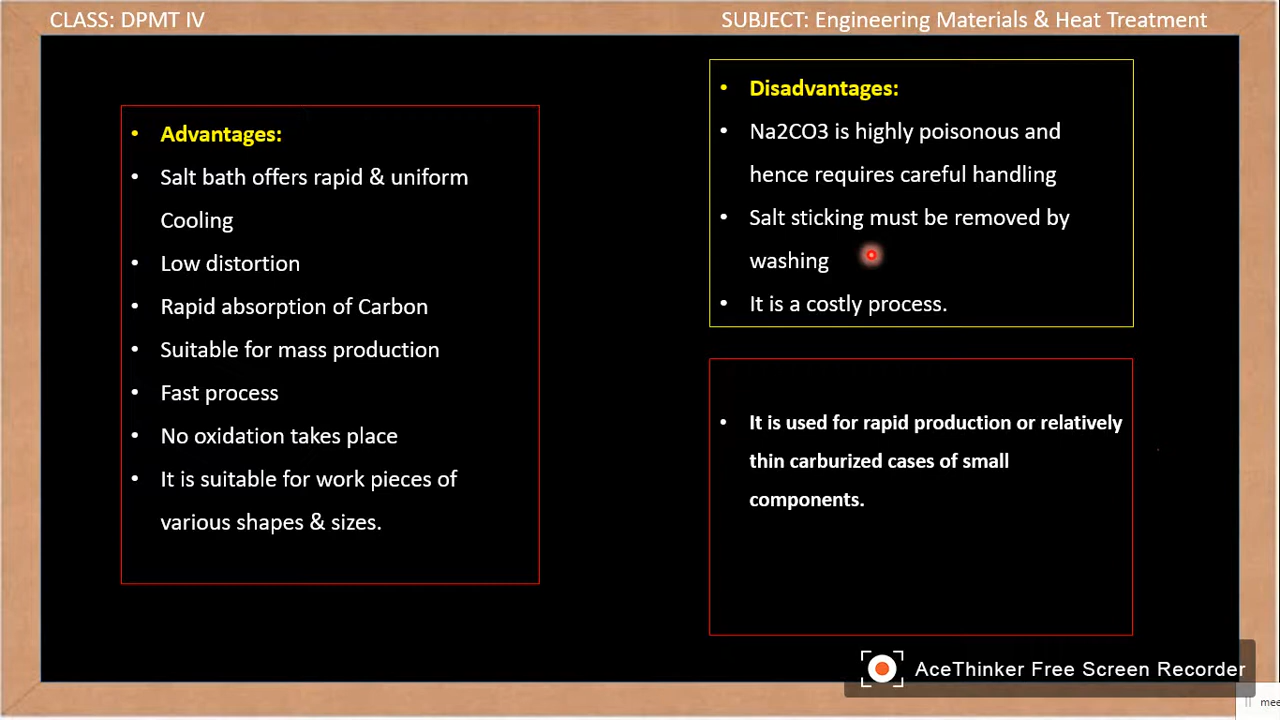 CLASS: DPMT IV
SUBJECT: Engineering Materials & Heat Treatment
• Advantages:
• Salt bath offers rapid & uniform
Cooling
• Low distortion
• Rapid absorption of Carbon
• Suitable for mass production
• Fast process
• No oxidation takes place
• It is suitable for work pieces of
various shapes & sizes.
• Disadvantages:
• Na2CO3 is highly poisonous and
hence requires careful handling
• Salt sticking must be removed by
washing
• It is a costly process.
• It is used for rapid production or relatively
thin carburized cases of small
components.
AceThinker Free Screen Recorder